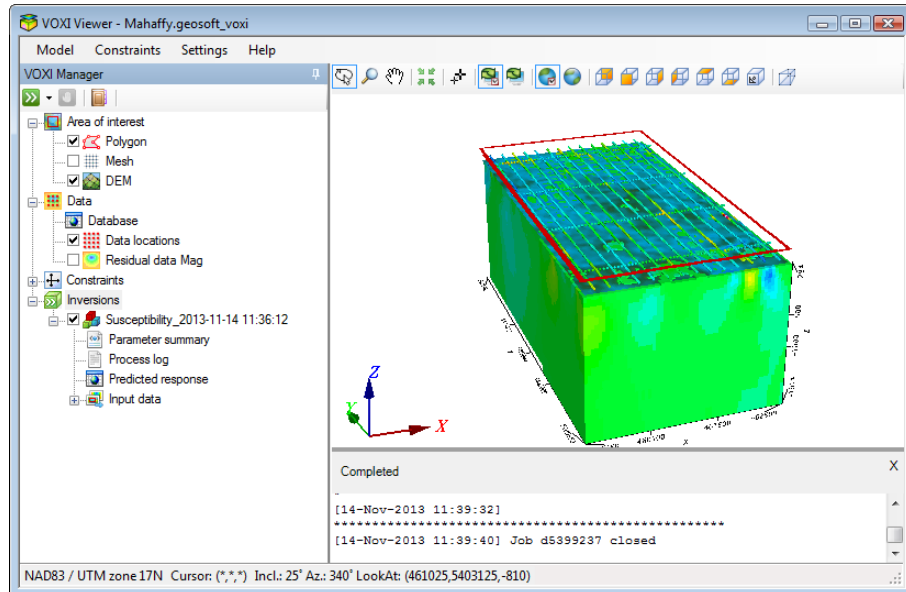 VOXI Viewer - Mahaffy.geosoft_voxi
Model Constraints Settings Help
VOXI Manager
Area of interest
Polygon
Mesh
DEM
Data
Database
Data locations
Residual data Mag
Constraints
Inversions
Susceptibility_2013-11-14 11:36:12
Parameter summary
Process log
Predicted response
Input data
Z
Y
X
X
Completed
X
[14-Nov-2013 11:39:32]
****************************************************
[14-Nov-2013 11:39:40] Job d5399237 closed
NAD83 / UTM zone 17N Cursor: (*,*,*) Incl.: 25° Az.: 340° LookAt: (461025,5403125,-810)